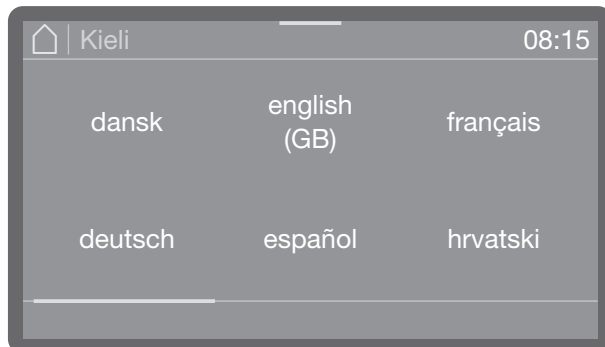 Kieli 08:15
dansk
english
(GB)
français
deutsch
español
hrvatski